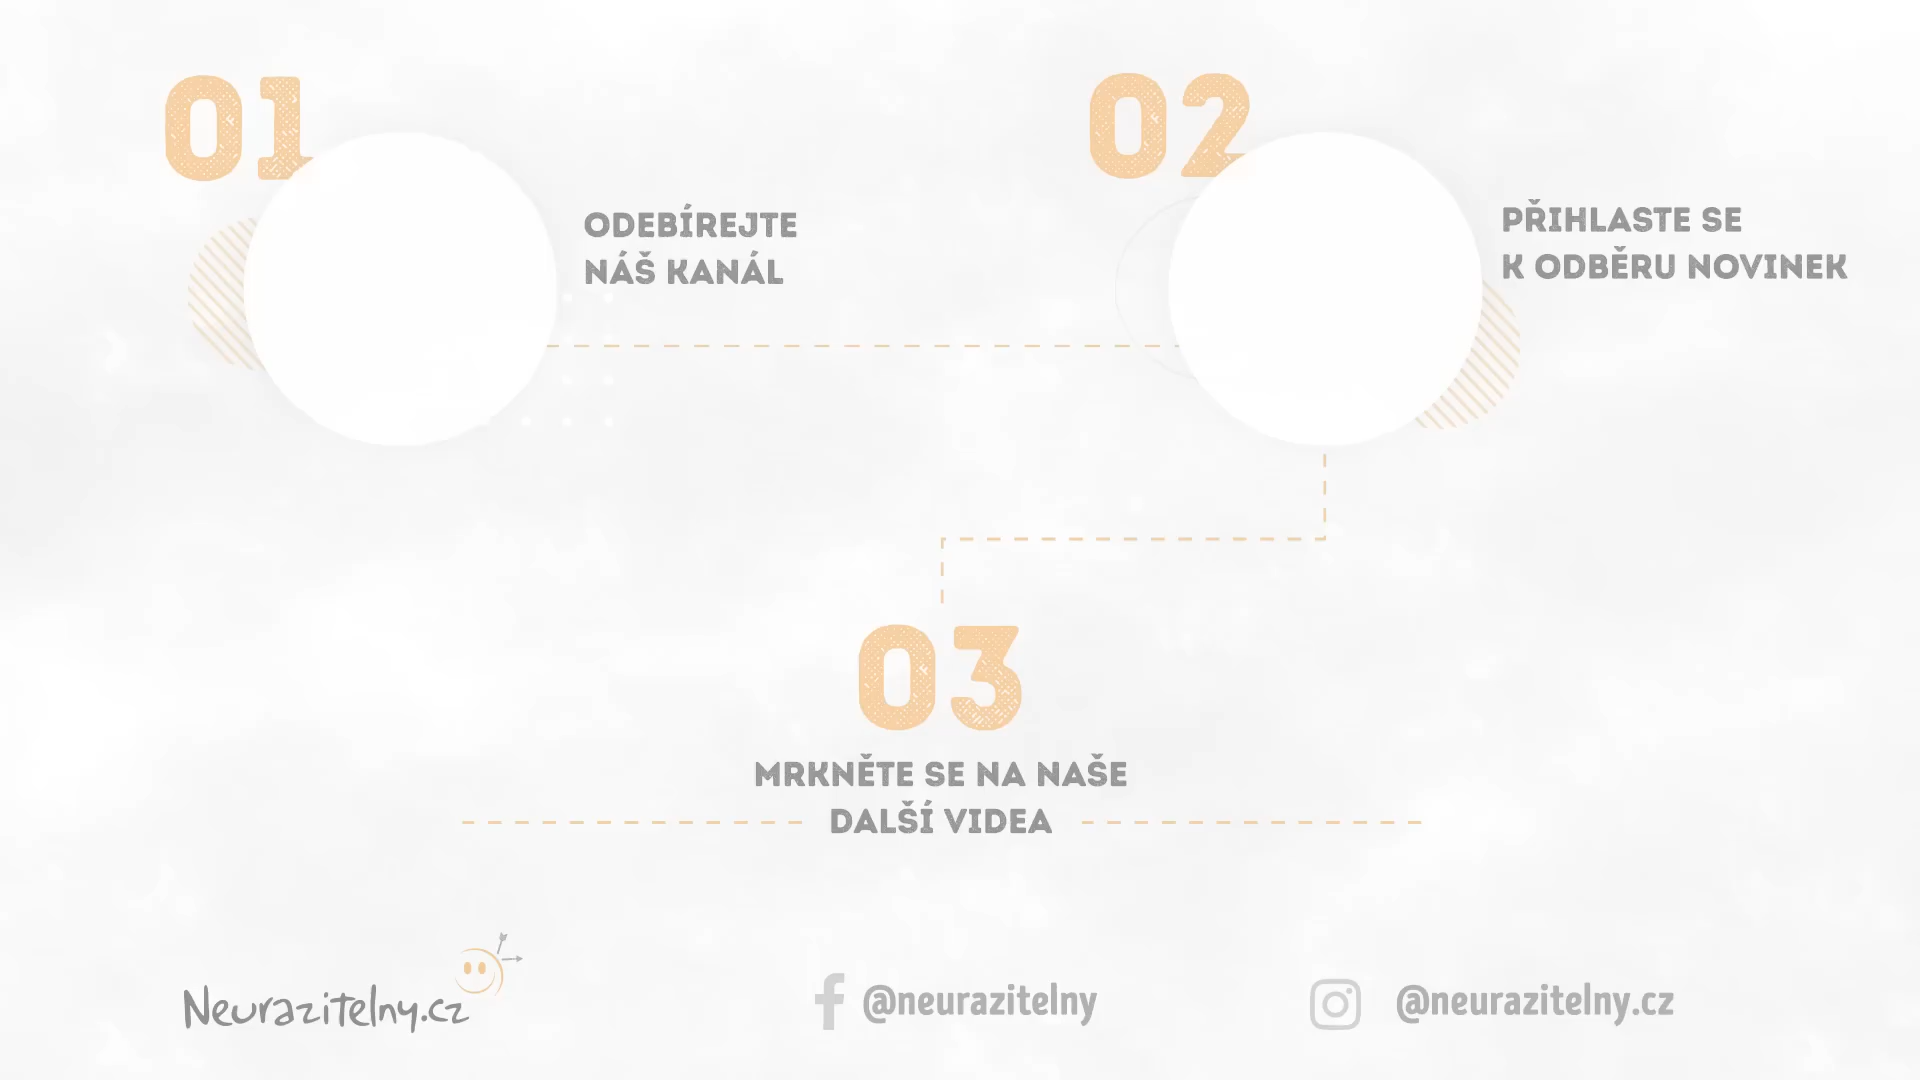 01
ODEBÍREJTE
NÁŠ KANÁL
02
PŘIHLASTE SE
K ODBĚRU NOVINEK
03
MRKNĚTE SE NA NAŠE
DALŠÍ VIDEA
Neurazitelny.cz
@neurazitelny
@neurazitelny.cz